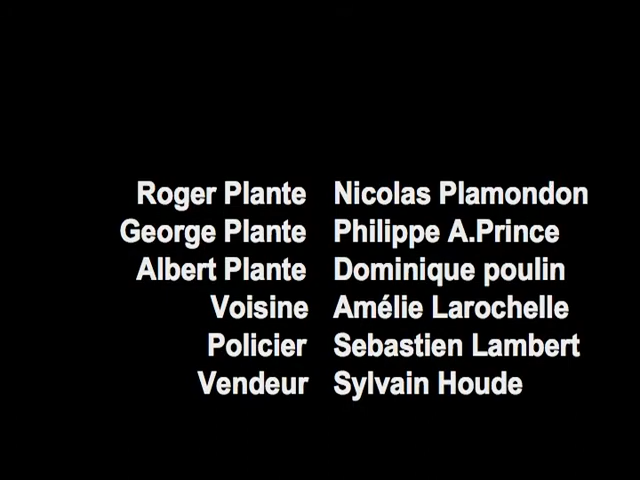 Roger Plante Nicolas Plamondon
George Plante Philippe A.Prince
Albert Plante Dominique poulin
Voisine Amélie Larochelle
Policier Sebastien Lambert
Vendeur Sylvain Houde